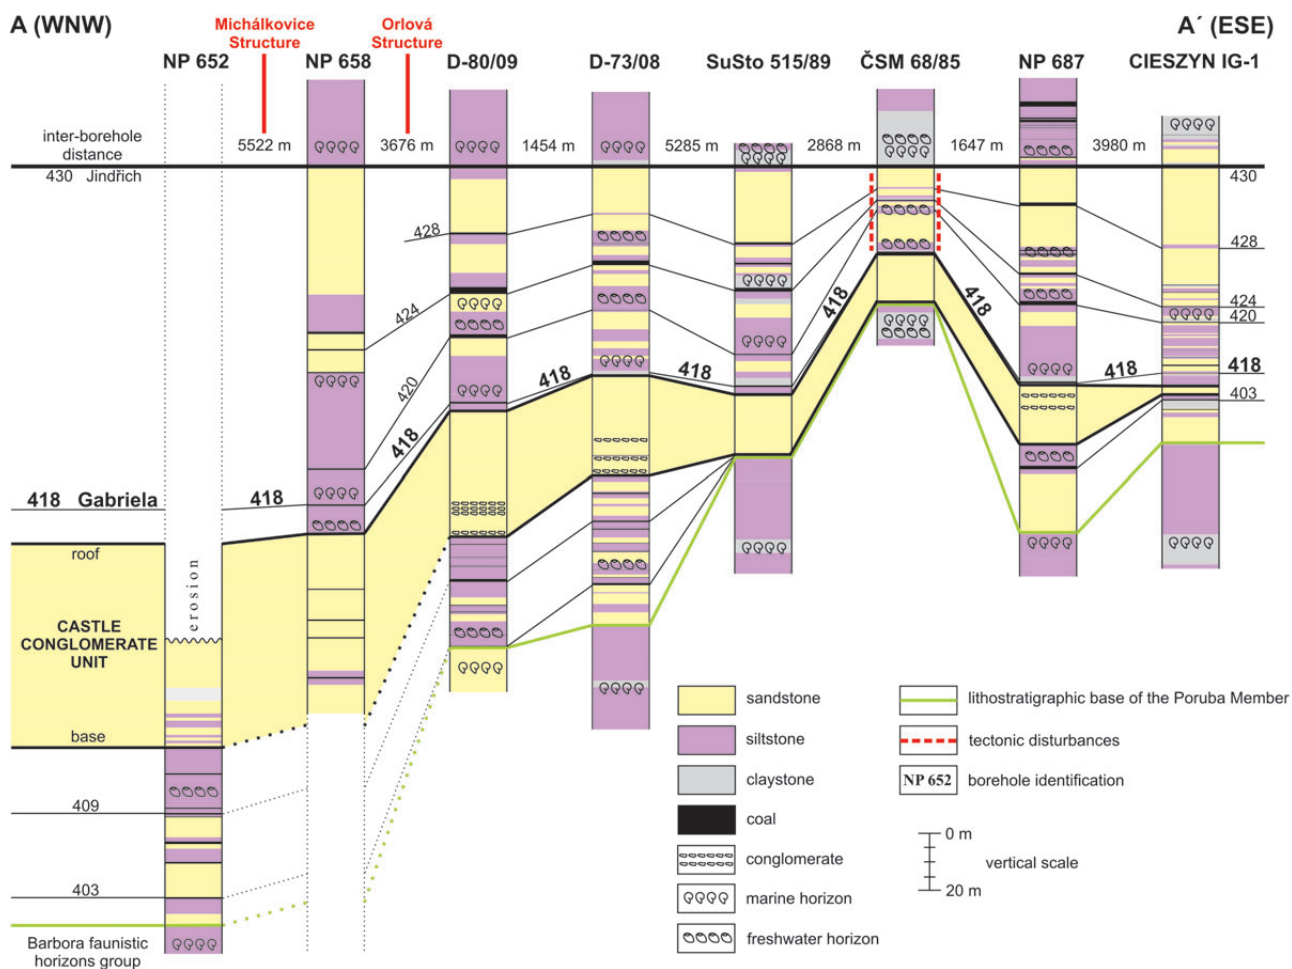 A (WNW)
A´ (ESE)
Michálkovice
Structure
Orlová
Structure
NP 652
NP 658
D-80/09
D-73/08
SuSto 515/89
ČSM 68/85
NP 687
CIESZYN IG-1
inter-borehole
distance
5522 m
3676 m
1454 m
5285 m
2868 m
1647 m
3980 m
430 Jindřich
430
428
428
424
424
420
420
418 Gabriela
418
418
418
418
418
418
418
418
403
roof
erosion
CASTLE
CONGLOMERATE
UNIT
base
409
403
Barbora faunistic
horizons group
sandstone
siltstone
claystone
coal
conglomerate
marine horizon
freshwater horizon
lithostratigraphic base of the Poruba Member
tectonic disturbances
NP 652
borehole identification
0 m
vertical scale
20 m